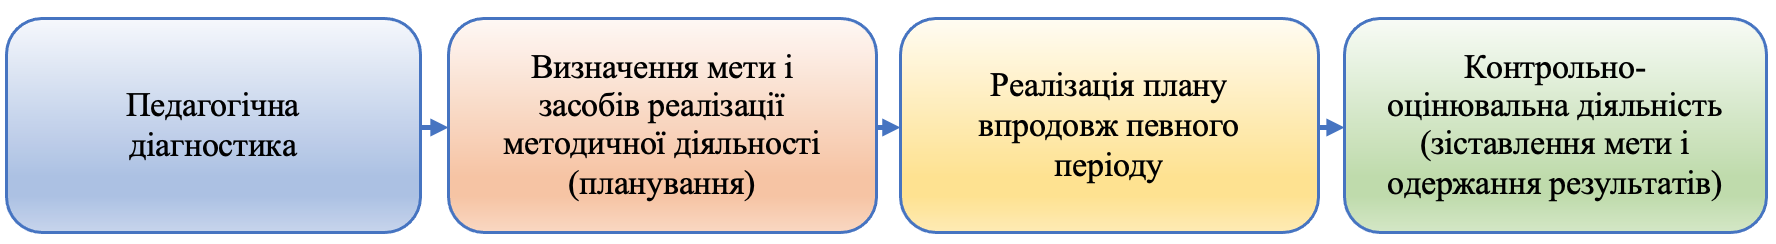 Педагогічна
діагностика
Визначення мети і
засобів реалізації
методичної діяльності
(планування)
Реалізація плану
впродовж певного
періоду
Контрольно-
оцінювальна діяльність
(зіставлення мети і
одержання результатів)